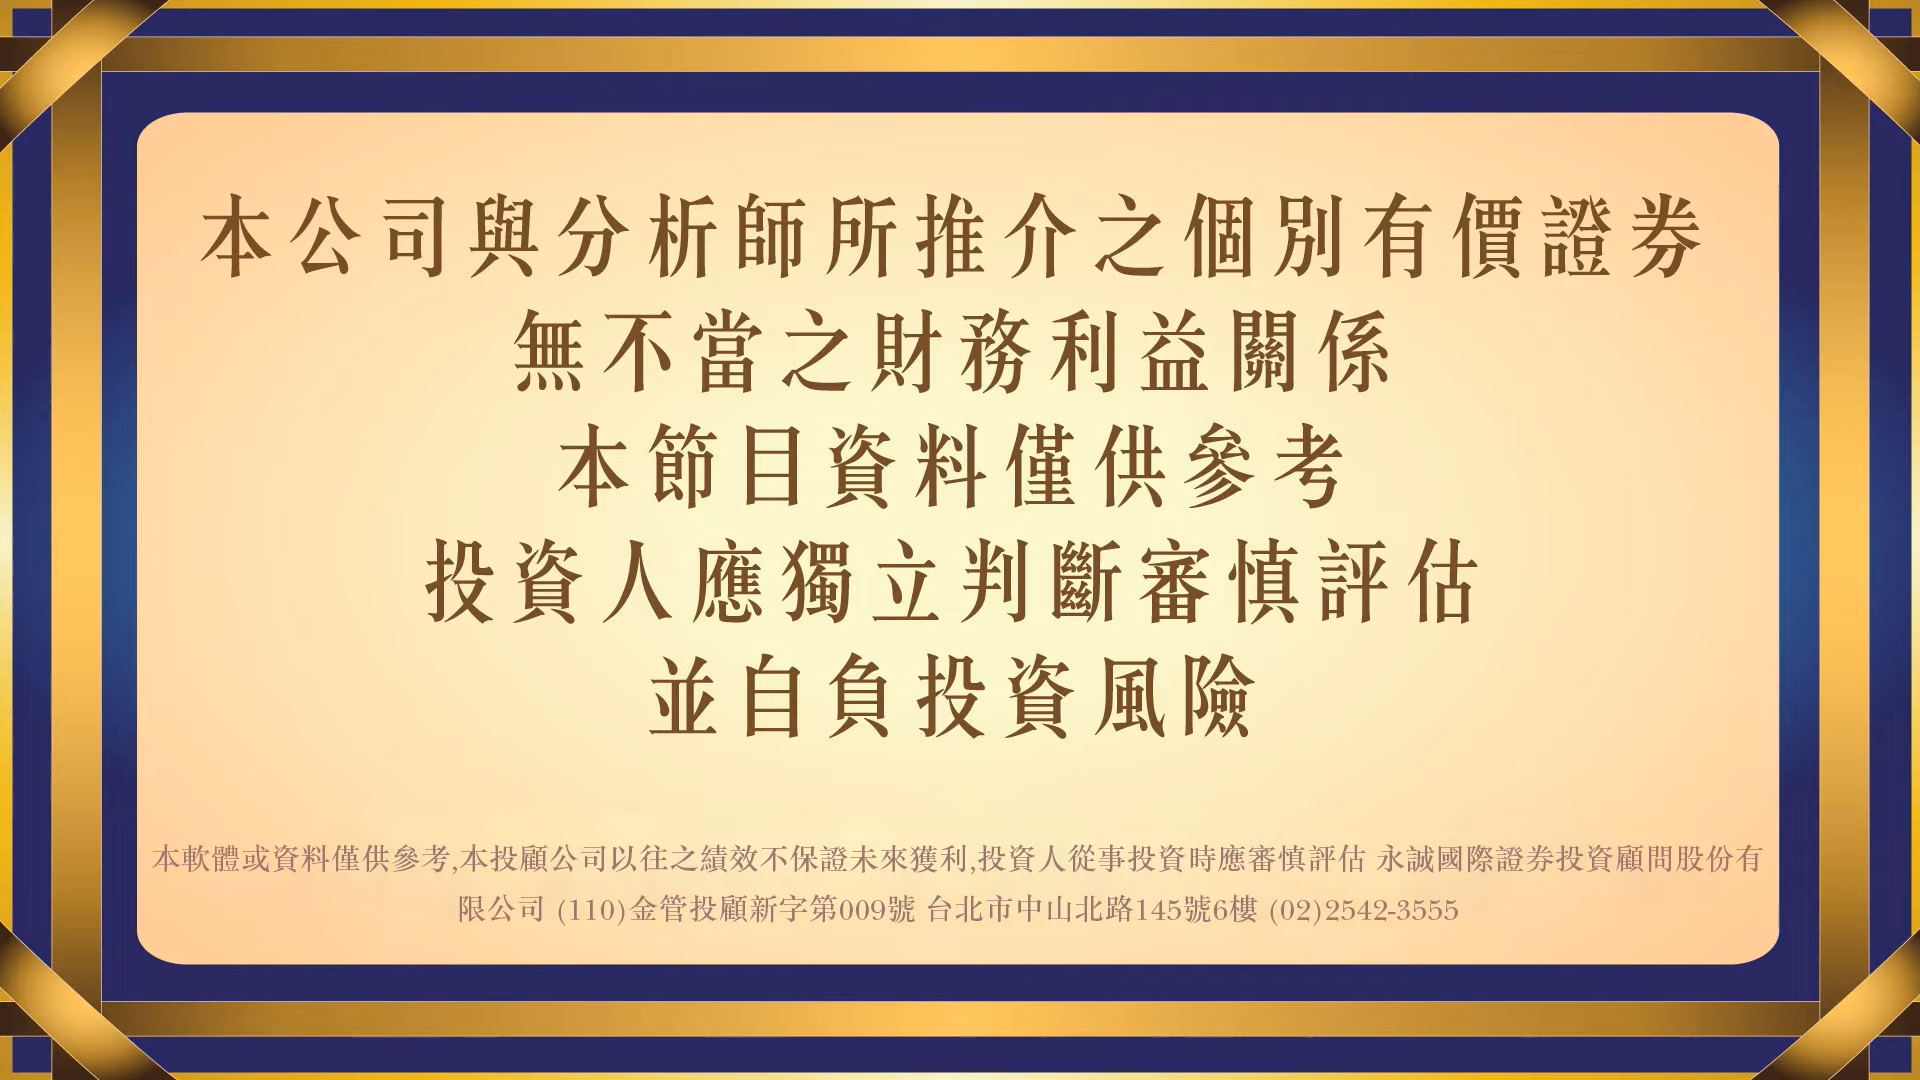 本公司與分析師所推介之個別有價證券
無不當之財務利益關係
本節目資料僅供參考
投資人應獨立判斷審慎評估
並自負投資風險
本軟體或資料僅供參考,本投顧公司以往之績效不保證未來獲利,投資人從事投資時應審慎評估 永誠國際證券投資顧問股份有
限公司 (110)金管投顧新字第009號 台北市中山北路145號6樓 (02)2542-3555